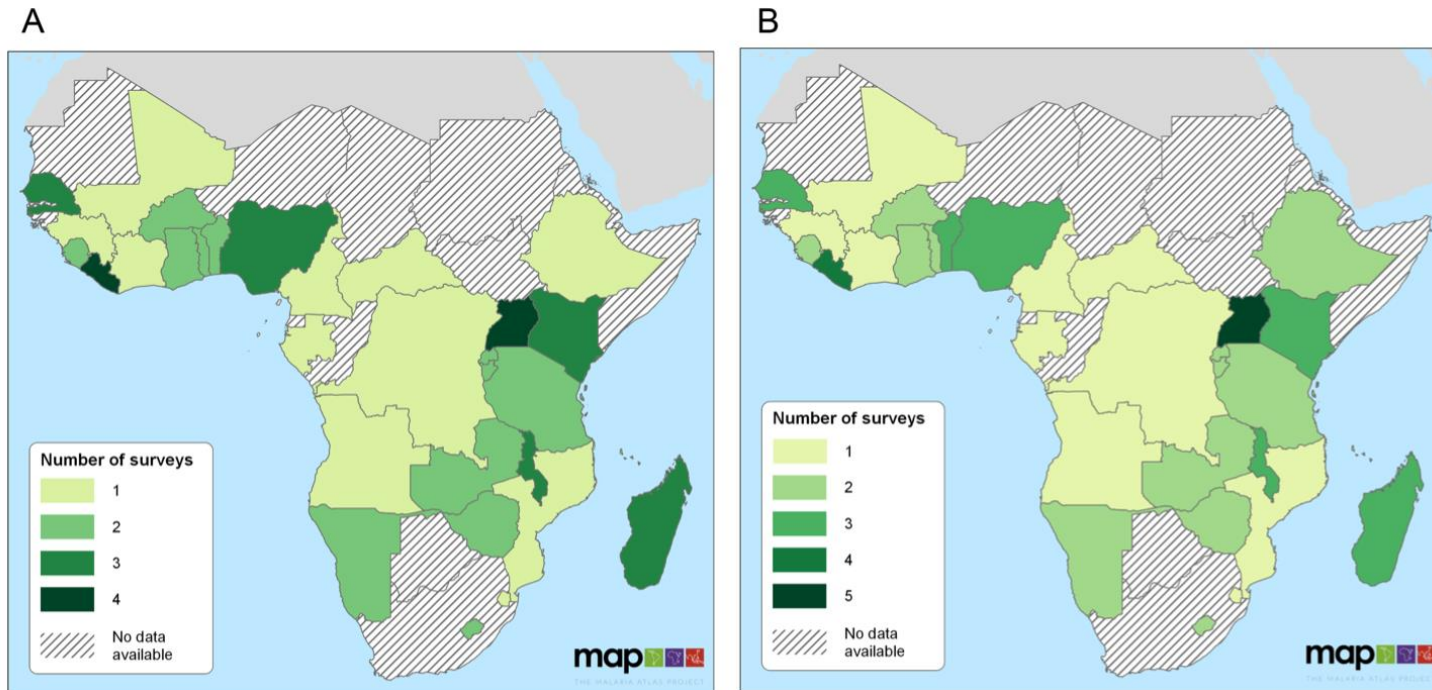 A
Number of surveys
1
2
3
4
No data
available
map
THE MALARIA ATLAS PROJECT
B
Number of surveys
1
2
3
4
5
No data
available
map
THE MALARIA ATLAS PROJECT